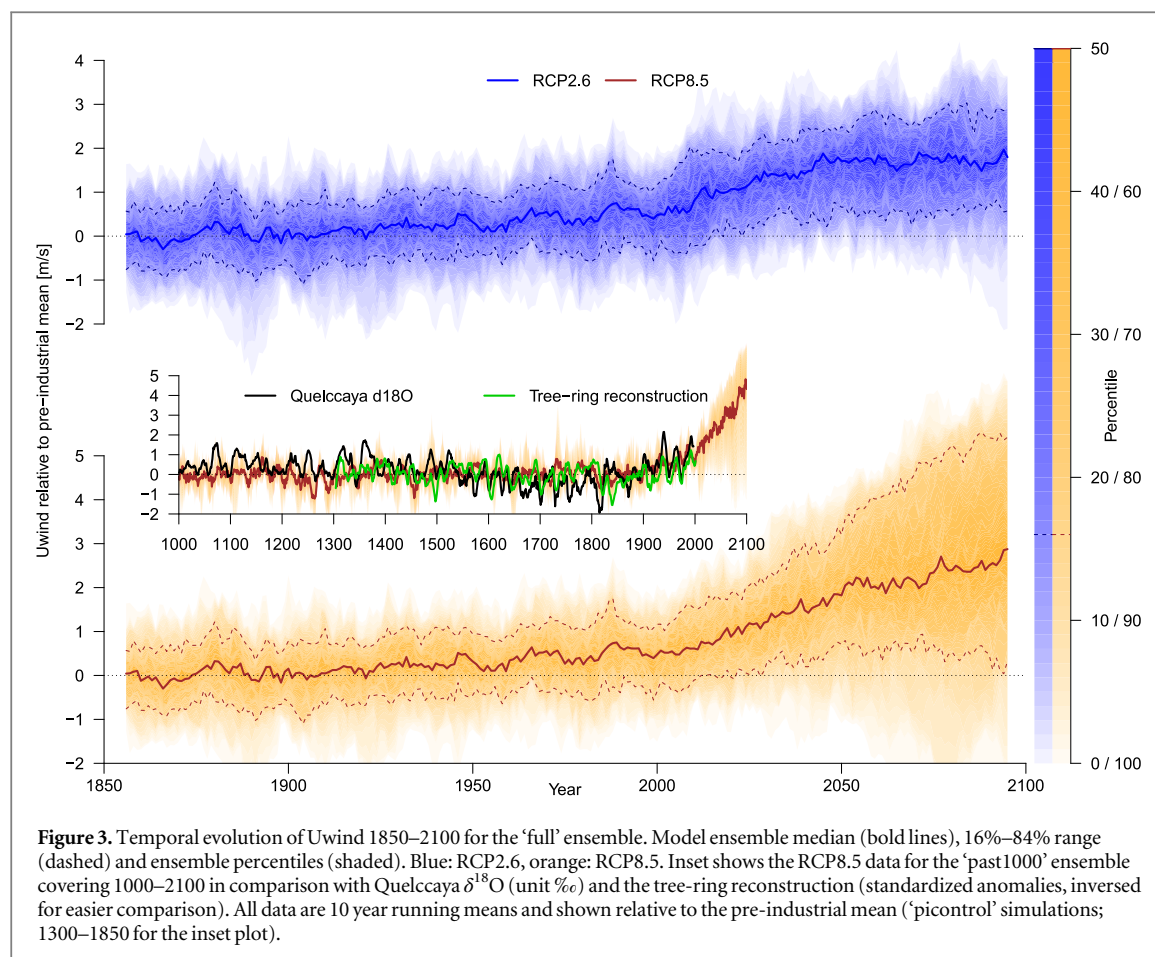 4
3
2
1
0
−1
−2
RCP2.6 RCP8.5
Uwind relative to pre−industrial mean [m/s]
5
4
3
2
1
0
−1
−2
Quelccaya d18O Tree−ring reconstruction
1000 1100 1200 1300 1400 1500 1600 1700 1800 1900 2000 2100
5
4
3
2
1
0
−1
−2
1850 1900 1950 2000 2050 2100
Year
50
40 / 60
30 / 70
20 / 80
10 / 90
0 / 100
Percentile
Figure 3. Temporal evolution of Uwind 1850–2100 for the ‘full’ ensemble. Model ensemble median (bold lines), 16%–84% range
(dashed) and ensemble percentiles (shaded). Blue: RCP2.6, orange: RCP8.5. Inset shows the RCP8.5 data for the ‘past1000’ ensemble
covering 1000–2100 in comparison with Quelccaya δ¹⁸O (unit ‰) and the tree-ring reconstruction (standardized anomalies, inversed
for easier comparison). All data are 10 year running means and shown relative to the pre-industrial mean (‘picontrol’ simulations;
1300–1850 for the inset plot).